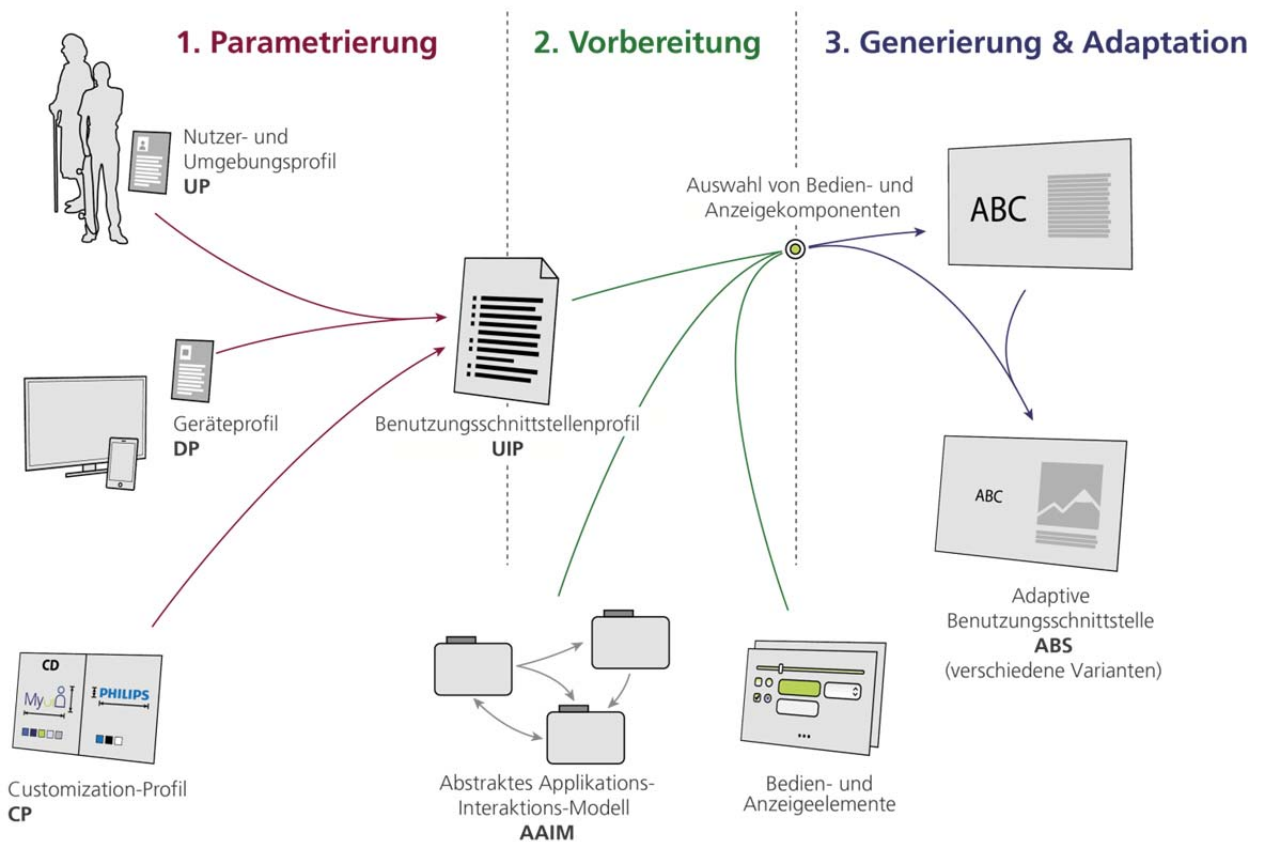 1. Parametrierung
2. Vorbereitung
3. Generierung & Adaptation
Nutzer- und
Umgebungsprofil
UP
Auswahl von Bedien- und
Anzeigekomponenten
ABC
Geräteprofil
DP
Benutzungsschnittstellenprofil
UIP
ABC
Adaptive
Benutzungsschnittstelle
ABS
(verschiedene Varianten)
CD
MyUI
PHILIPS
Customization-Profil
CP
Abstraktes Applikations-
Interaktions-Modell
AAIM
Bedien- und
Anzeigeelemente